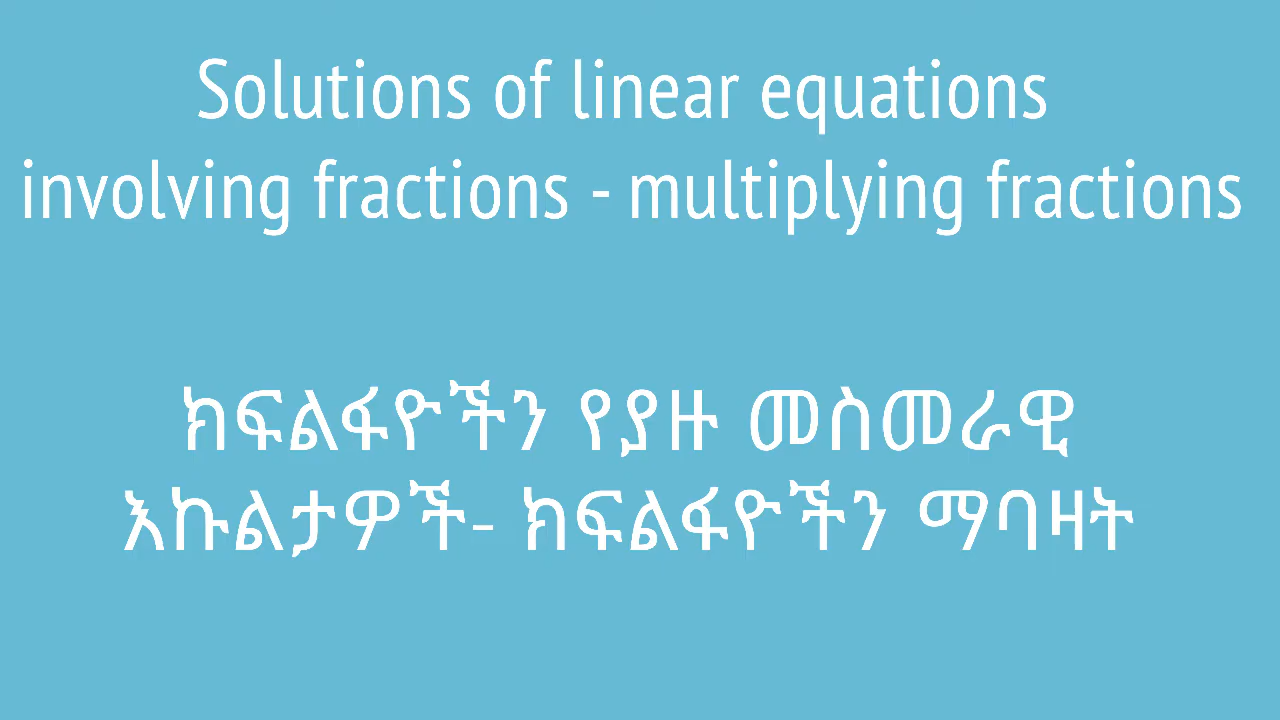 Solutions of linear equations
involving fractions - multiplying fractions
ክፍልፋዮችን የያዙ መስመራዊ
እኩልታዎች- ክፍልፋዮችን ማባዛት